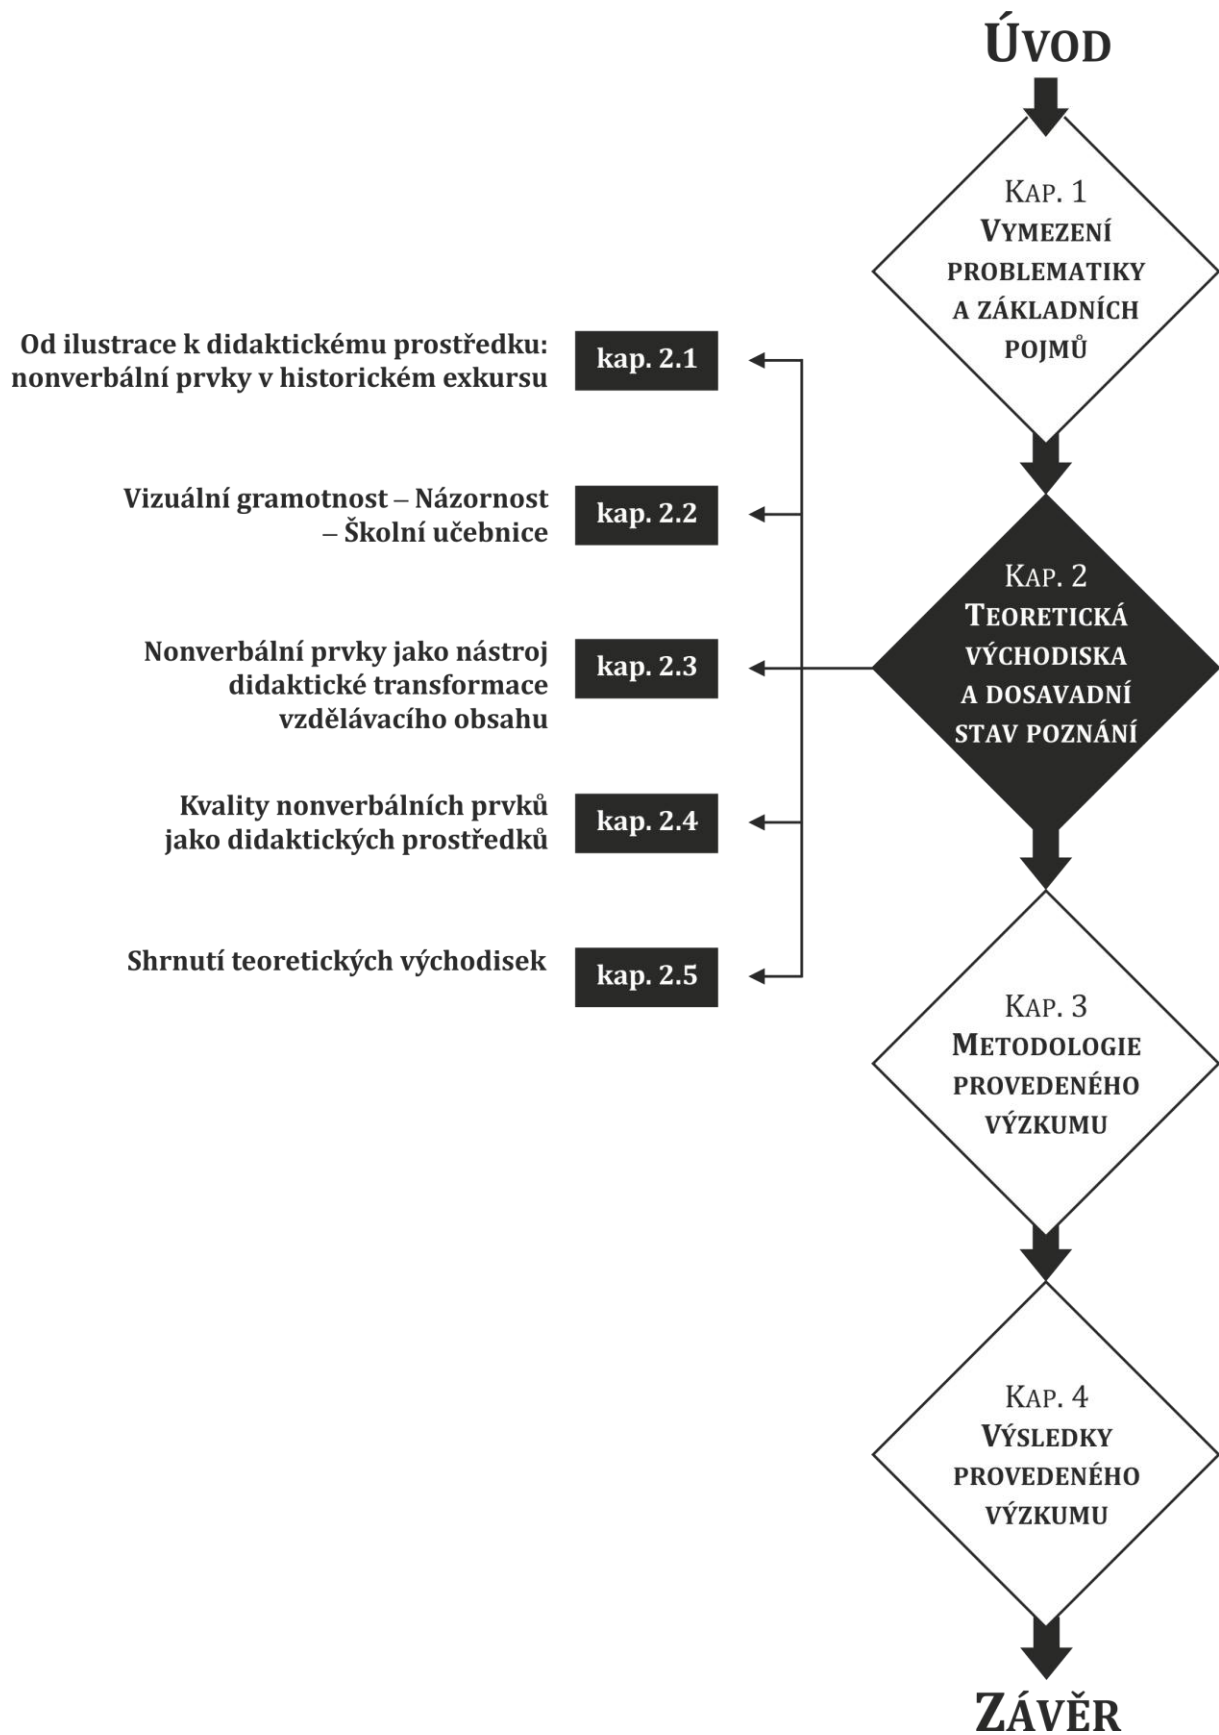 ÚVOD
KAP. 1
VYMEZENÍ
PROBLEMATIKY
A ZÁKLADNÍCH
POJMŮ
Od ilustrace k didaktickému prostředku:
nonverbální prvky v historickém exkursu
kap. 2.1
Vizuální gramotnost – Názornost
– Školní učebnice
kap. 2.2
KAP. 2
TEORETICKÁ
VÝCHODISKA
A DOSAVADNÍ
STAV POZNÁNÍ
Nonverbální prvky jako nástroj
didaktické transformace
vzdělávacího obsahu
kap. 2.3
Kvality nonverbálních prvků
jako didaktických prostředků
kap. 2.4
Shrnutí teoretických východisek
kap. 2.5
KAP. 3
METODOLOGIE
PROVEDENÉHO
VÝZKUMU
KAP. 4
VÝSLEDKY
PROVEDENÉHO
VÝZKUMU
ZÁVĚR